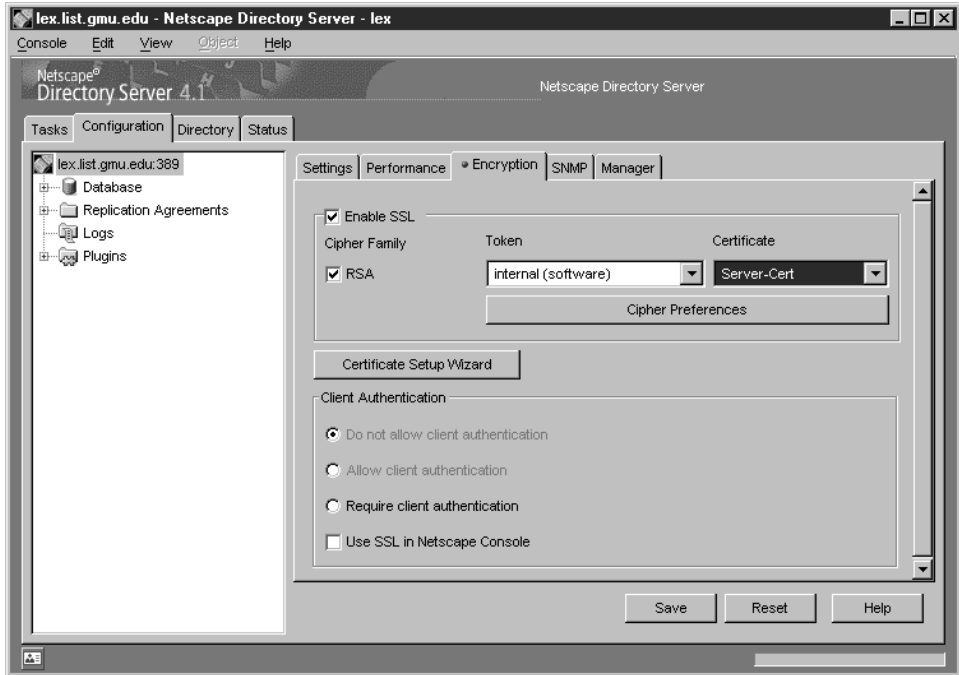 lex.list.gmu.edu - Netscape Directory Server - lex
Console Edit View Object Help
Netscape®
Directory Server 4.1
Netscape Directory Server
Tasks Configuration Directory Status
lex.list.gmu.edu:389
Database
Replication Agreements
Logs
Plugins
Settings Performance Encryption SNMP Manager
Enable SSL
Cipher Family Token Certificate
RSA internal (software) Server-Cert
Cipher Preferences
Certificate Setup Wizard
Client Authentication
Do not allow client authentication
Allow client authentication
Require client authentication
Use SSL in Netscape Console
Save Reset Help